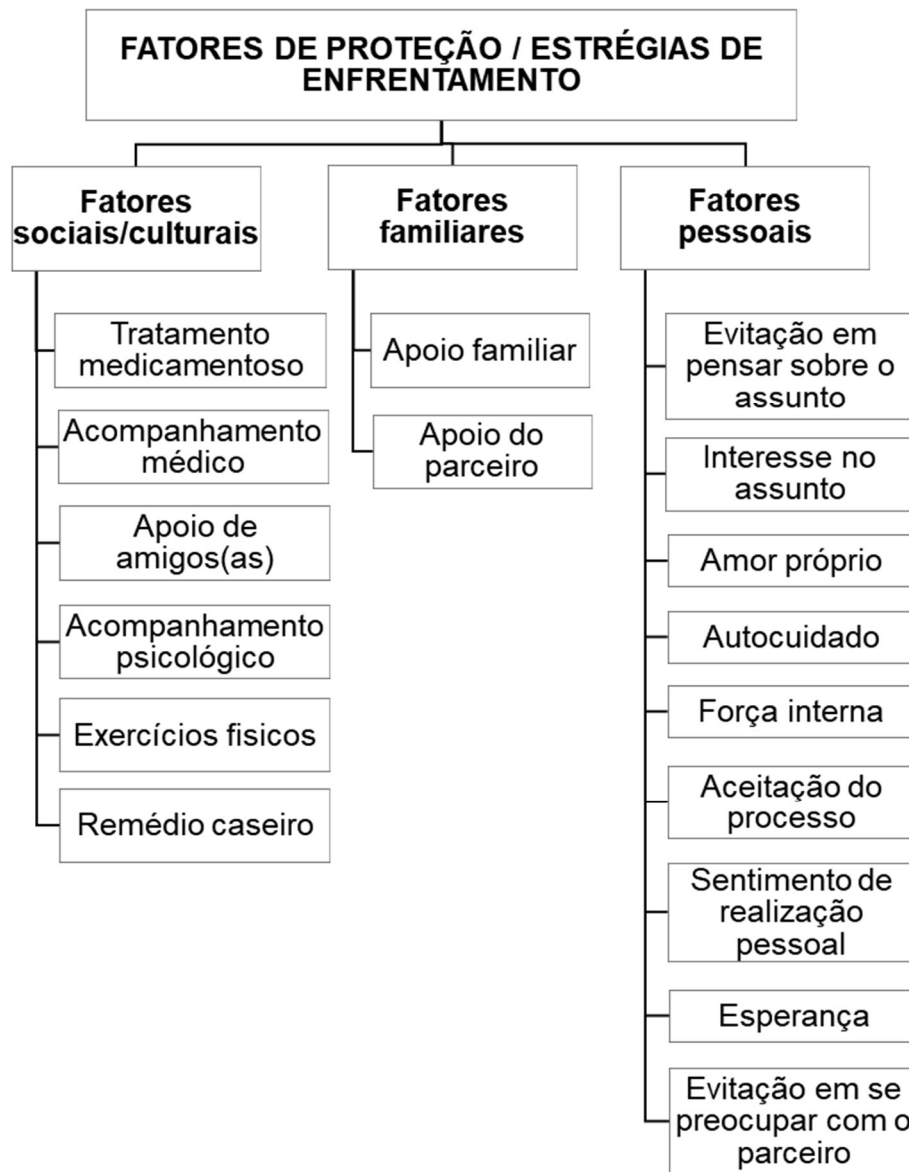 FATORES DE PROTEÇÃO / ESTRÉGIAS DE
ENFRENTAMENTO
Fatores
sociais/culturais
Tratamento
medicamentoso
Acompanhamento
médico
Apoio de
amigos(as)
Acompanhamento
psicológico
Exercícios fisicos
Remédio caseiro
Fatores
familiares
Apoio familiar
Apoio do
parceiro
Fatores
pessoais
Evitação em
pensar sobre o
assunto
Interesse no
assunto
Amor próprio
Autocuidado
Força interna
Aceitação do
processo
Sentimento de
realização
pessoal
Esperança
Evitação em se
preocupar com o
parceiro